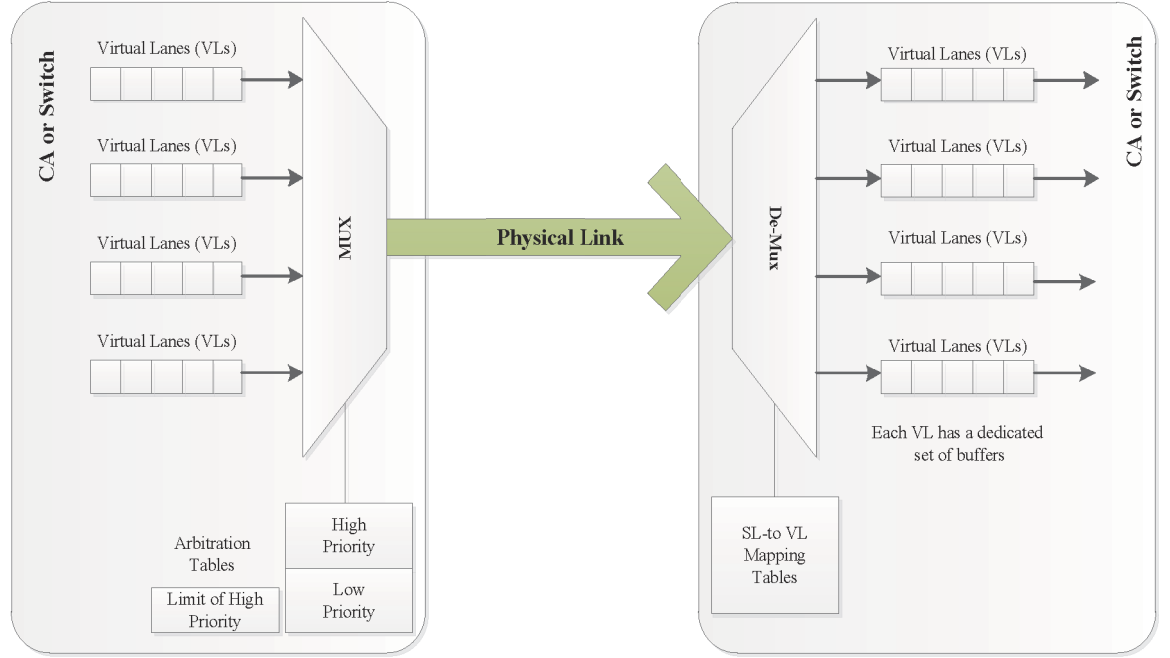 CA or Switch
Virtual Lanes (VLs)
Virtual Lanes (VLs)
Virtual Lanes (VLs)
Virtual Lanes (VLs)
MUX
Arbitration
Tables
Limit of High
Priority
High
Priority
Low
Priority
Physical Link
De-Mux
Virtual Lanes (VLs)
Virtual Lanes (VLs)
Virtual Lanes (VLs)
Virtual Lanes (VLs)
CA or Switch
Each VL has a dedicated
set of buffers
SL-to VL
Mapping
Tables